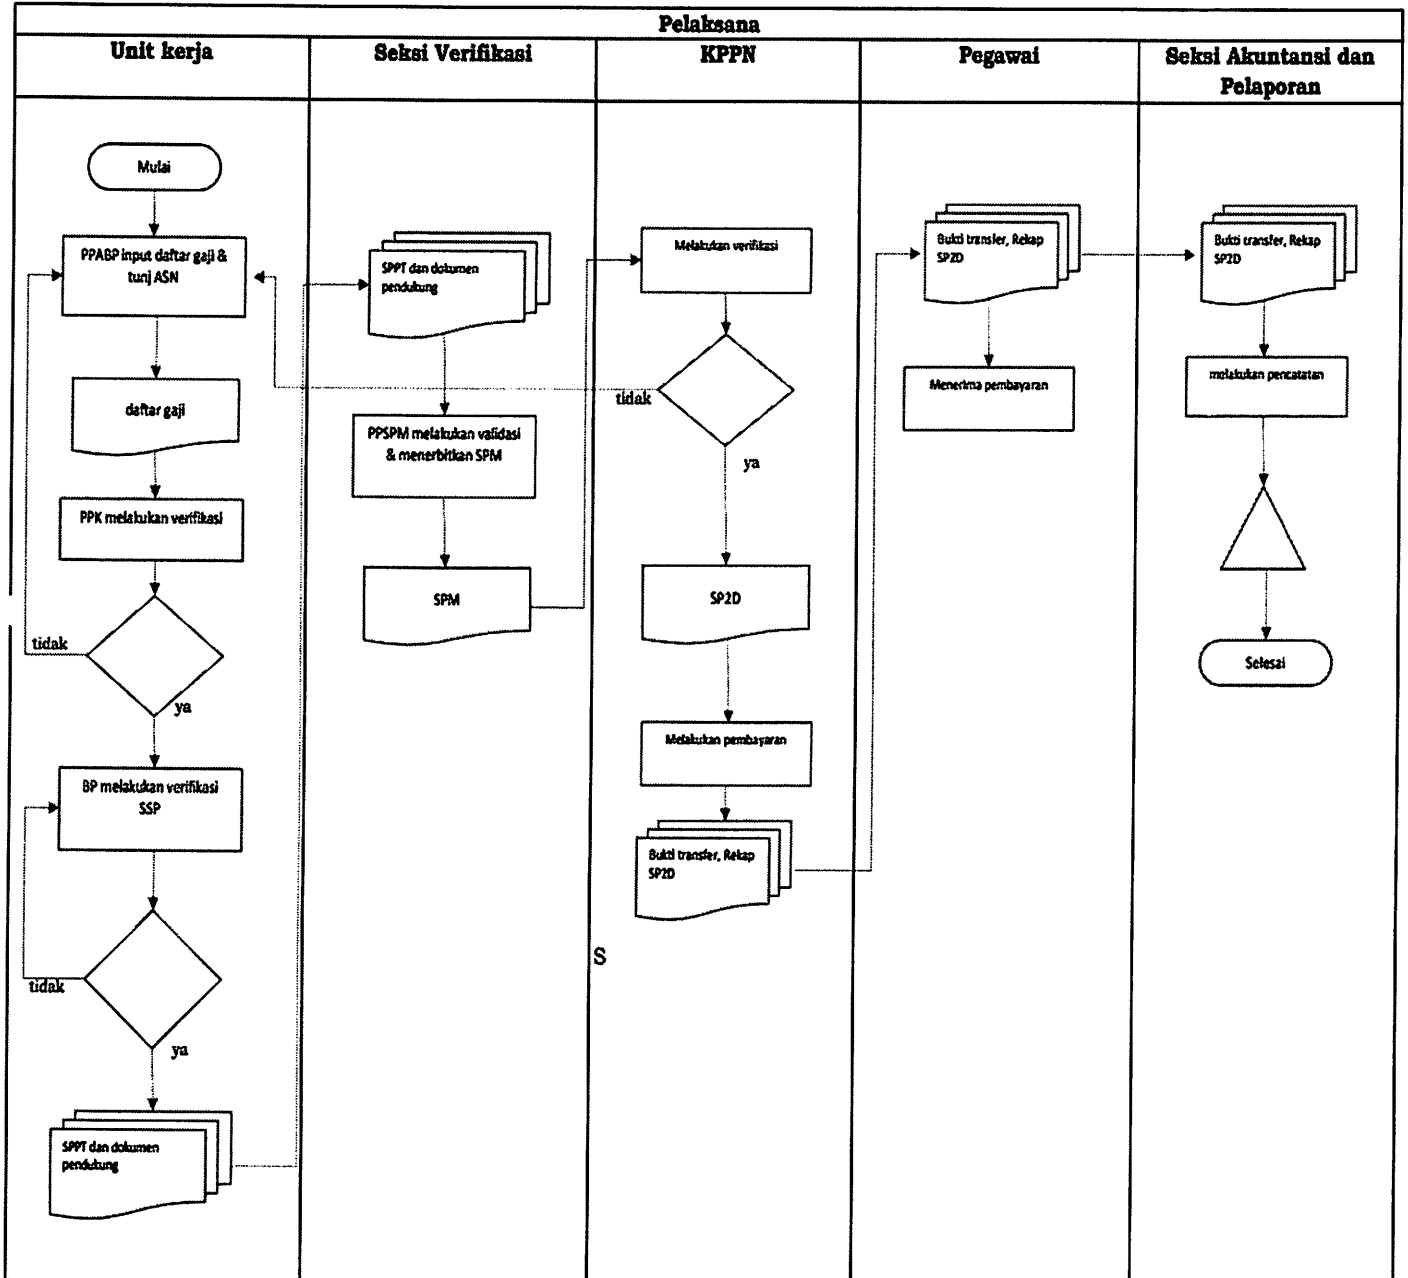 Pelaksana
Unit kerja
Seksi Verifikasi
KPPN
Pegawai
Seksi Akuntansi dan
Pelaporan
Mulai
PPABP input daftar gaji &
tunj ASN
daftar gaji
PPK melakukan verifikasi
tidak
ya
BP melakukan verifikasi
SSP
tidak
ya
SPPT dan dokumen
pendukung
SPPT dan dokumen
pendukung
PPSPM melakukan validasi
& menerbitkan SPM
SPM
Melakukan verifikasi
tidak
ya
SP2D
Melakukan pembayaran
Bukti transfer, Rekap
SP2D
S
Bukti transfer, Rekap
SP2D
Menerima pembayaran
Bukti transfer, Rekap
SP2D
melakukan pencatatan
Selesai